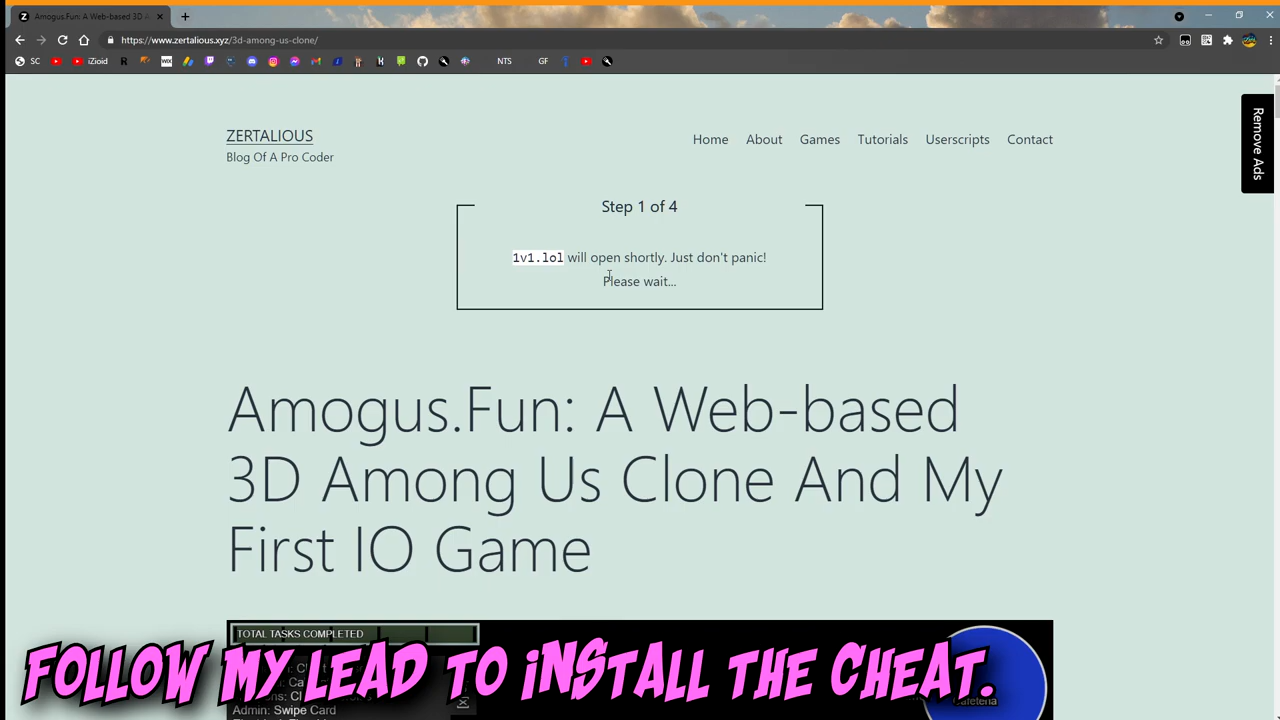 Amogus.Fun: A Web-based 3D A
https://www.zertalious.xyz/3d-among-us-clone/
SC
iZioid
NTS
GF
Remove Ads
ZERTALIOUS
Blog Of A Pro Coder
Home About Games Tutorials Userscripts Contact
Step 1 of 4
1v1.lol will open shortly. Just don't panic!
Please wait...
Amogus.Fun: A Web-based
3D Among Us Clone And My
First IO Game
TOTAL TASKS COMPLETED
Admin: Swipe Card
Cafeteria
FOLLOW MY LEAD TO INSTALL THE CHEAT.